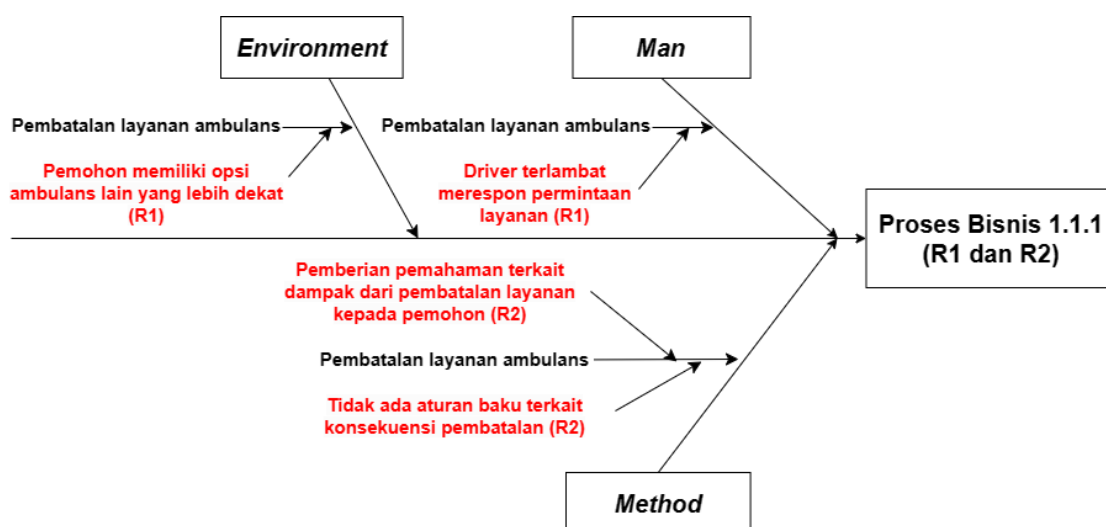 Environment
Man
Pembatalan layanan ambulans
Pemohon memiliki opsi
ambulans lain yang lebih dekat
(R1)
Pembatalan layanan ambulans
Driver terlambat
merespon permintaan
layanan (R1)
Proses Bisnis 1.1.1
(R1 dan R2)
Pemberian pemahaman terkait
dampak dari pembatalan layanan
kepada pemohon (R2)
Pembatalan layanan ambulans
Tidak ada aturan baku terkait
konsekuensi pembatalan (R2)
Method